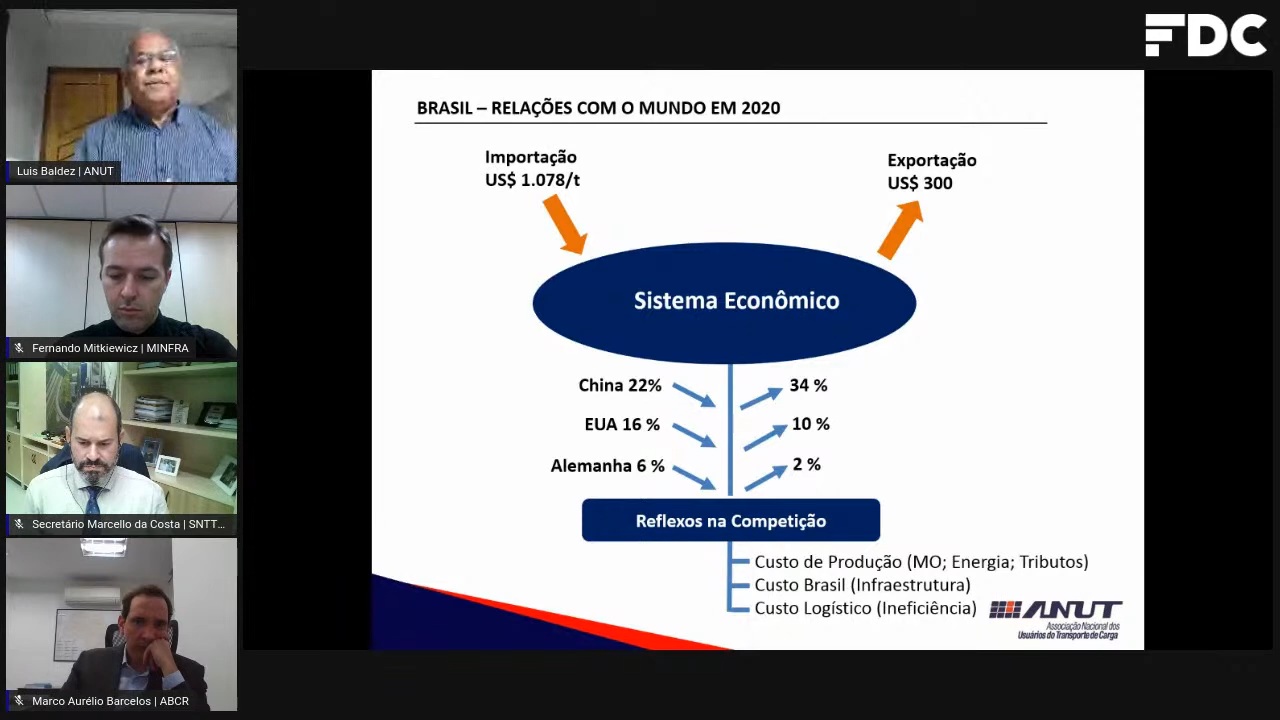 FDC
Luis Baldez | ANUT
Fernando Mitkiewicz | MINFRA
Secretário Marcello da Costa | SNTT...
Marco Aurélio Barcelos | ABCR
BRASIL – RELAÇÕES COM O MUNDO EM 2020
Importação
US$ 1.078/t
Exportação
US$ 300
Sistema Econômico
China 22%
34 %
EUA 16 %
10 %
Alemanha 6 %
2 %
Reflexos na Competição
Custo de Produção (MO; Energia; Tributos)
Custo Brasil (Infraestrutura)
Custo Logístico (Ineficiência)
ANUT
Associação Nacional dos
Usuários do Transporte de Carga